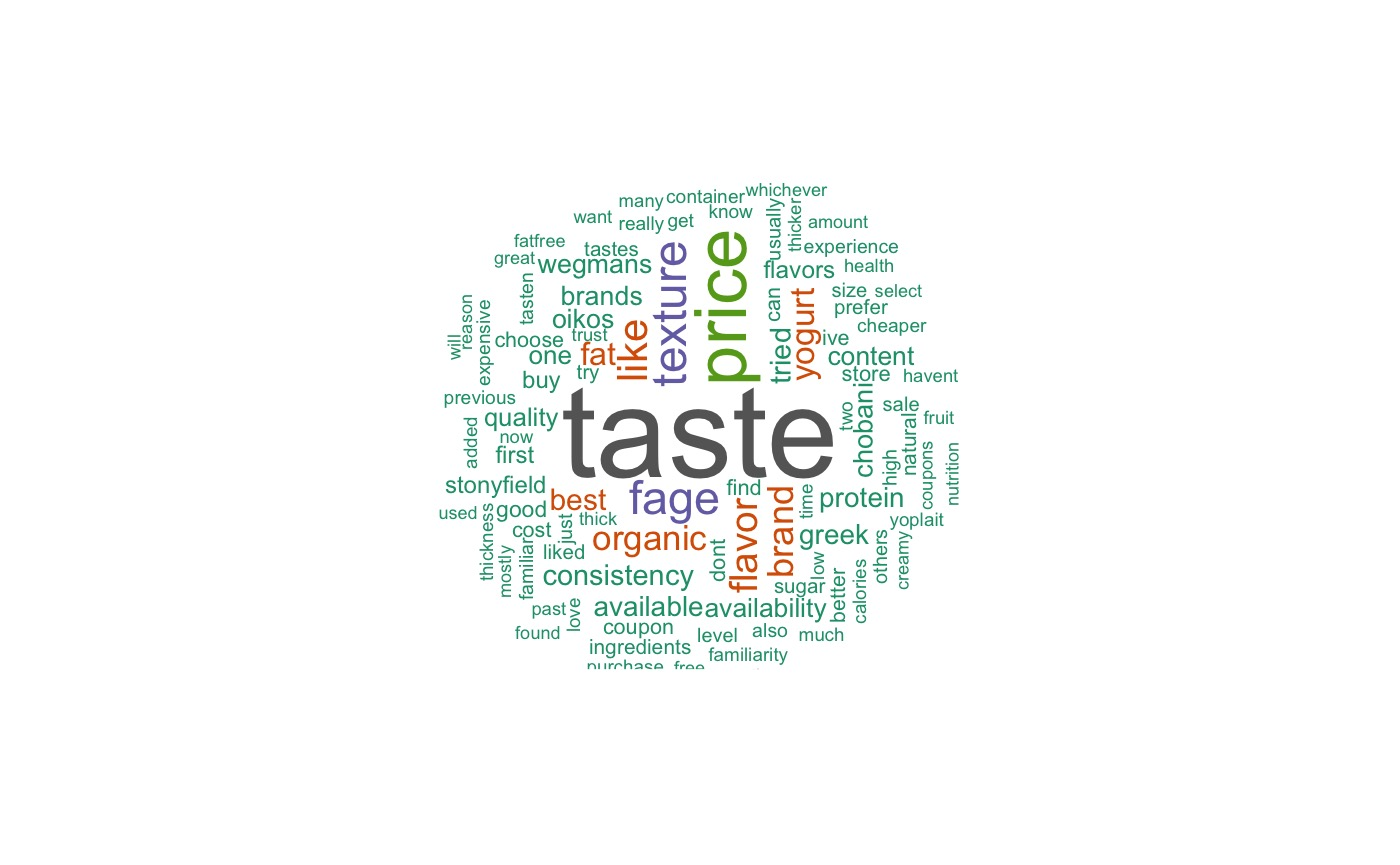 whichever
many
container
want
really
get
know
usually
thicker
amount
fatfree
great
tastes
wegmans
texture
price
experience
flavors
health
tasten
brands
oikos
like
can
yogurt
size
select
prefer
cheaper
reason
will
expensive
choose
trust
one
fat
tried
ive
content
buy
try
store
havent
previous
quality
taste
two
chobani
sale
natural
fruit
added
now
first
high
coupons
nutrition
stonyfield
best
fage
find
flavor
brand
time
protein
used
good
thickness
cost
just
thick
organic
greek
yoplait
mostly
familiar
liked
dont
low
others
creamy
consistency
sugar
better
calories
past
love
available
availability
found
coupon
level
also
much
ingredients
familiarity
purchase
free